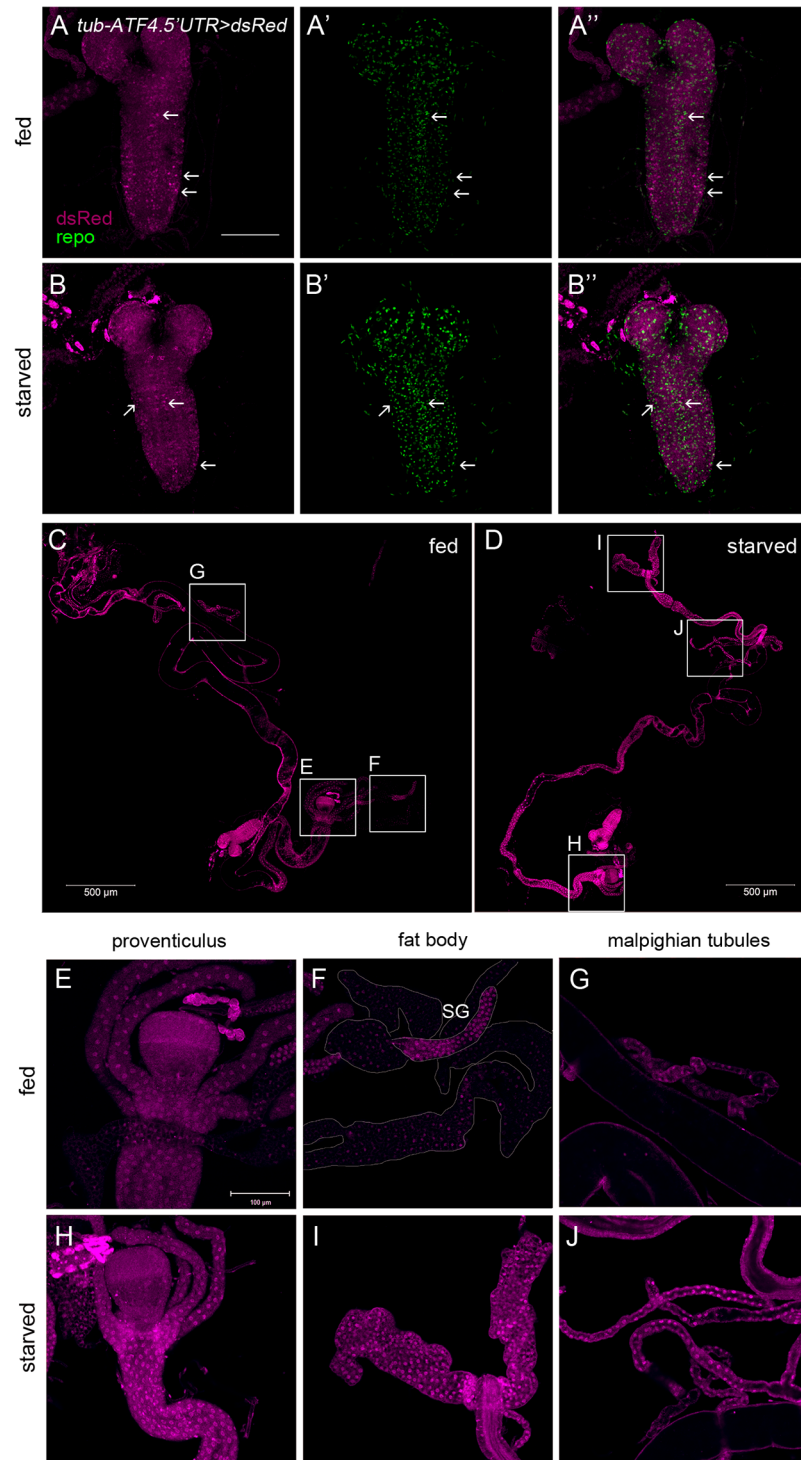 A tub-ATF4.5'UTR>dsRed
A'
A''
fed
dsRed
repo
B
B'
B''
starved
C
fed
G
E
F
500 µm
D
starved
I
J
H
500 µm
proventiculus
fat body
malpighian tubules
fed
E
100 µm
F
SG
G
starved
H
I
J